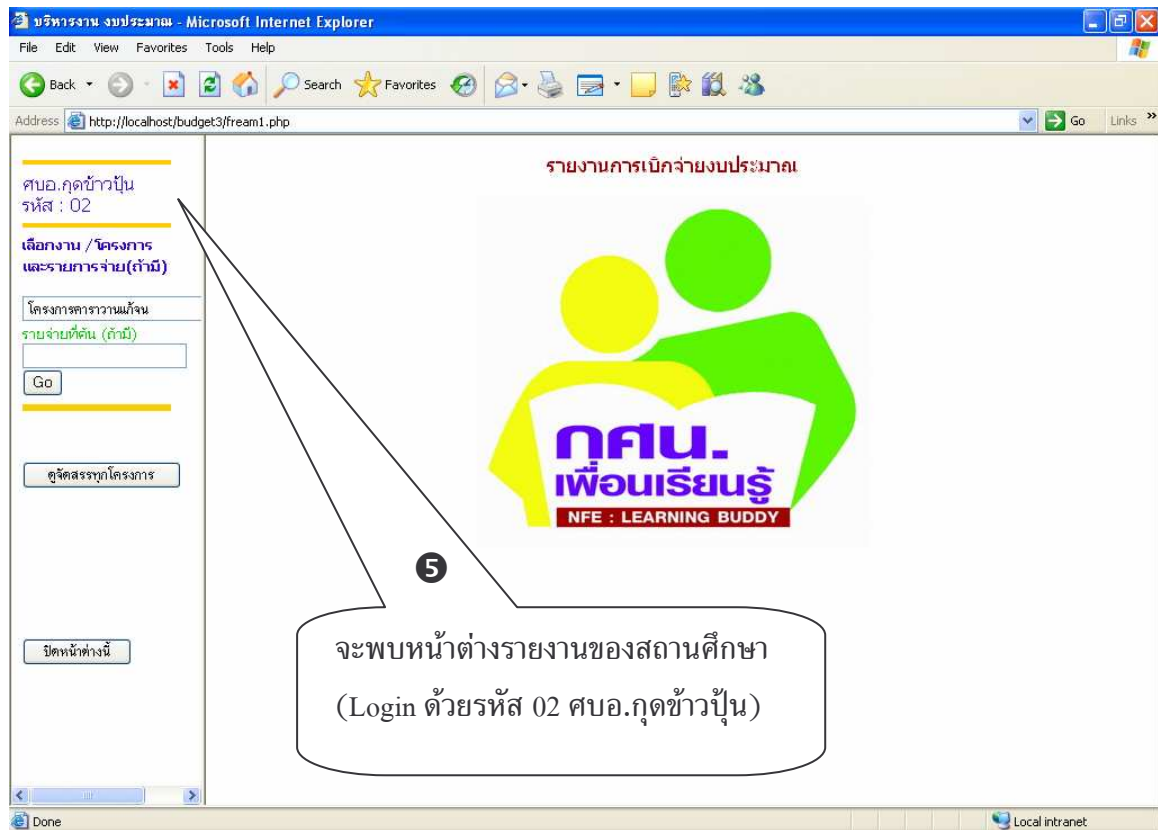 บริหารงาน งบประมาณ - Microsoft Internet Explorer
File Edit View Favorites Tools Help
Back Search Favorites
Address http://localhost/budget3/fream1.php Go Links »
ศบอ.กุดข้าวปุ้น
รหัส : 02
เลือกงาน /โครงการ
และรายการจ่าย(ถ้ามี)
โครงการคาราวานแก้จน
รายจ่ายที่ค้น (ถ้ามี)
Go
ดูจัดสรรทุกโครงการ
ปิดหน้าต่างนี้
รายงานการเบิกจ่ายงบประมาณ
กศน.
เพื่อนเรียนรู้
NFE : LEARNING BUDDY
❺
จะพบหน้าต่างรายงานของสถานศึกษา
(Login ด้วยรหัส 02 ศบอ.กุดข้าวปุ้น)
Done Local intranet